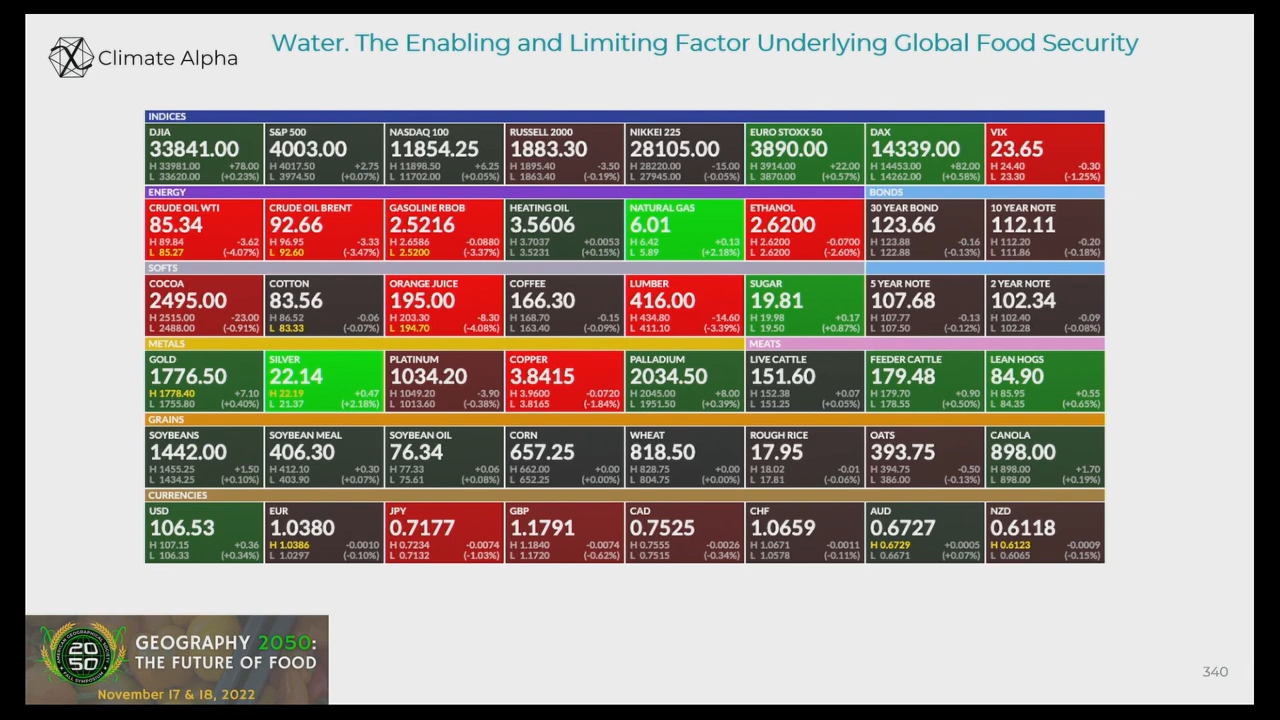 Climate Alpha
Water. The Enabling and Limiting Factor Underlying Global Food Security
INDICES
DJIA S&P 500 NASDAQ 100 RUSSELL 2000 NIKKEI 225 EURO STOXX 50 DAX VIX
33841.00 4003.00 11854.25 1883.30 28105.00 3890.00 14339.00 23.65
H 33981.00 +78.00 H 4017.50 +2.75 H 11898.50 +6.25 H 1895.40 -3.50 H 28220.00 -15.00 H 3914.00 +22.00 H 14453.00 +82.00 H 24.40 -0.30
L 33620.00 (+0.23%) L 3974.50 (+0.07%) L 11702.00 (+0.05%) L 1863.40 (-0.19%) L 27945.00 (-0.05%) L 3870.00 (+0.57%) L 14262.00 (+0.58%) L 23.30 (-1.25%)
ENERGY BONDS
CRUDE OIL WTI CRUDE OIL BRENT GASOLINE RBOB HEATING OIL NATURAL GAS ETHANOL 30 YEAR BOND 10 YEAR NOTE
85.34 92.66 2.5216 3.5606 6.01 2.6200 123.66 112.11
H 89.84 -3.62 H 96.95 -3.33 H 2.6586 -0.0880 H 3.7037 +0.0053 H 6.42 +0.13 H 2.6200 -0.0700 H 123.88 -0.16 H 112.20 -0.20
L 85.27 (-4.07%) L 92.60 (-3.47%) L 2.5200 (-3.37%) L 3.5231 (+0.15%) L 5.89 (+2.18%) L 2.6200 (-2.60%) L 122.88 (-0.13%) L 111.86 (-0.18%)
SOFTS
COCOA COTTON ORANGE JUICE COFFEE LUMBER SUGAR 5 YEAR NOTE 2 YEAR NOTE
2495.00 83.56 195.00 166.30 416.00 19.81 107.68 102.34
H 2515.00 -23.00 H 86.52 -0.06 H 203.30 -8.30 H 168.70 -0.15 H 434.80 -14.60 H 19.98 +0.17 H 107.77 -0.13 H 102.40 -0.09
L 2488.00 (-0.91%) L 83.33 (-0.07%) L 194.70 (-4.08%) L 163.40 (-0.09%) L 411.10 (-3.39%) L 19.50 (+0.87%) L 107.50 (-0.12%) L 102.28 (-0.08%)
METALS MEATS
GOLD SILVER PLATINUM COPPER PALLADIUM LIVE CATTLE FEEDER CATTLE LEAN HOGS
1776.50 22.14 1034.20 3.8415 2034.50 151.60 179.48 84.90
H 1778.40 +7.10 H 22.19 +0.47 H 1049.20 -3.90 H 3.9600 -0.0720 H 2045.00 +8.00 H 152.38 +0.07 H 179.70 +0.90 H 85.95 +0.55
L 1755.80 (+0.40%) L 21.37 (+2.18%) L 1013.60 (-0.38%) L 3.8165 (-1.84%) L 1951.50 (+0.39%) L 151.25 (+0.05%) L 178.55 (+0.50%) L 84.35 (+0.65%)
GRAINS
SOYBEANS SOYBEAN MEAL SOYBEAN OIL CORN WHEAT ROUGH RICE OATS CANOLA
1442.00 406.30 76.34 657.25 818.50 17.95 393.75 898.00
H 1455.25 +1.50 H 412.10 +0.30 H 77.33 +0.06 H 662.00 +0.00 H 828.75 +0.00 H 18.02 -0.01 H 394.75 -0.50 H 898.00 +1.70
L 1434.25 (+0.10%) L 403.90 (+0.07%) L 75.61 (+0.08%) L 652.25 (+0.00%) L 804.75 (+0.00%) L 17.81 (-0.06%) L 386.00 (-0.13%) L 898.00 (+0.19%)
CURRENCIES
USD EUR JPY GBP CAD CHF AUD NZD
106.53 1.0380 0.7177 1.1791 0.7525 1.0659 0.6727 0.6118
H 107.15 +0.36 H 1.0386 -0.0010 H 0.7234 -0.0074 H 1.1840 -0.0074 H 0.7555 -0.0026 H 1.0671 -0.0011 H 0.6729 +0.0005 H 0.6123 -0.0009
L 106.33 (+0.34%) L 1.0297 (-0.10%) L 0.7132 (-1.03%) L 1.1720 (-0.62%) L 0.7515 (-0.34%) L 1.0578 (-0.11%) L 0.6671 (+0.07%) L 0.6065 (-0.15%)
AMERICAN GEOGRAPHICAL SOCIETY
20
50
FALL SYMPOSIUM
GEOGRAPHY 2050:
THE FUTURE OF FOOD
November 17 & 18, 2022
340